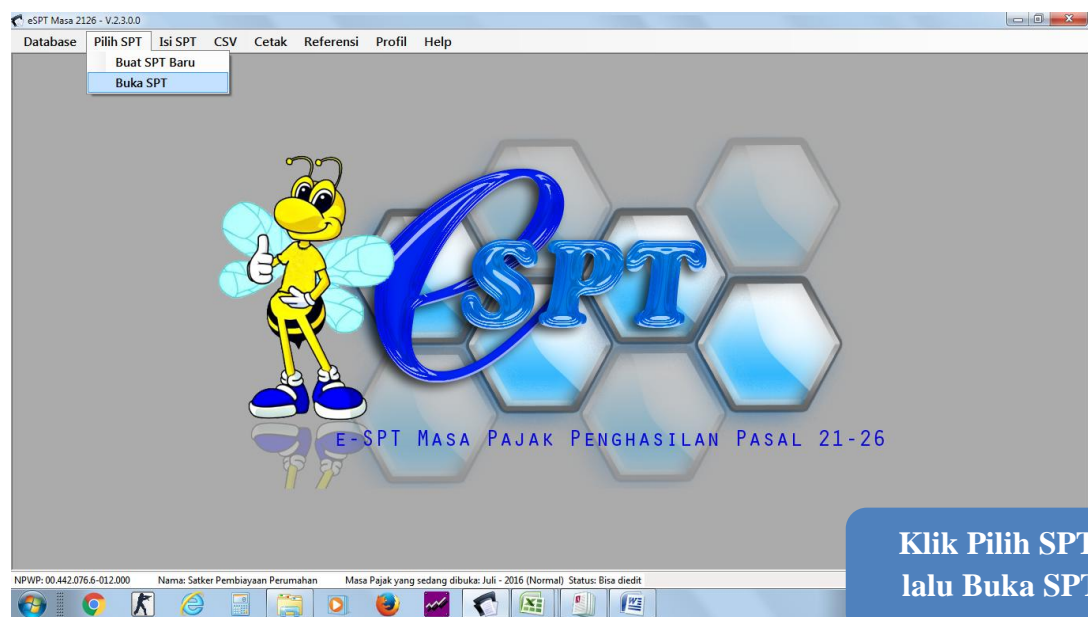 eSPT Masa 2126 - V.2.3.0.0
Database Pilih SPT Isi SPT CSV Cetak Referensi Profil Help
Buat SPT Baru
Buka SPT
eSPT
e-SPT Masa Pajak Penghasilan Pasal 21-26
Klik Pilih SPT
lalu Buka SPT
NPWP: 00.442.076.6-012.000 Nama: Satker Pembiayaan Perumahan Masa Pajak yang sedang dibuka: Juli - 2016 (Normal) Status: Bisa diedit